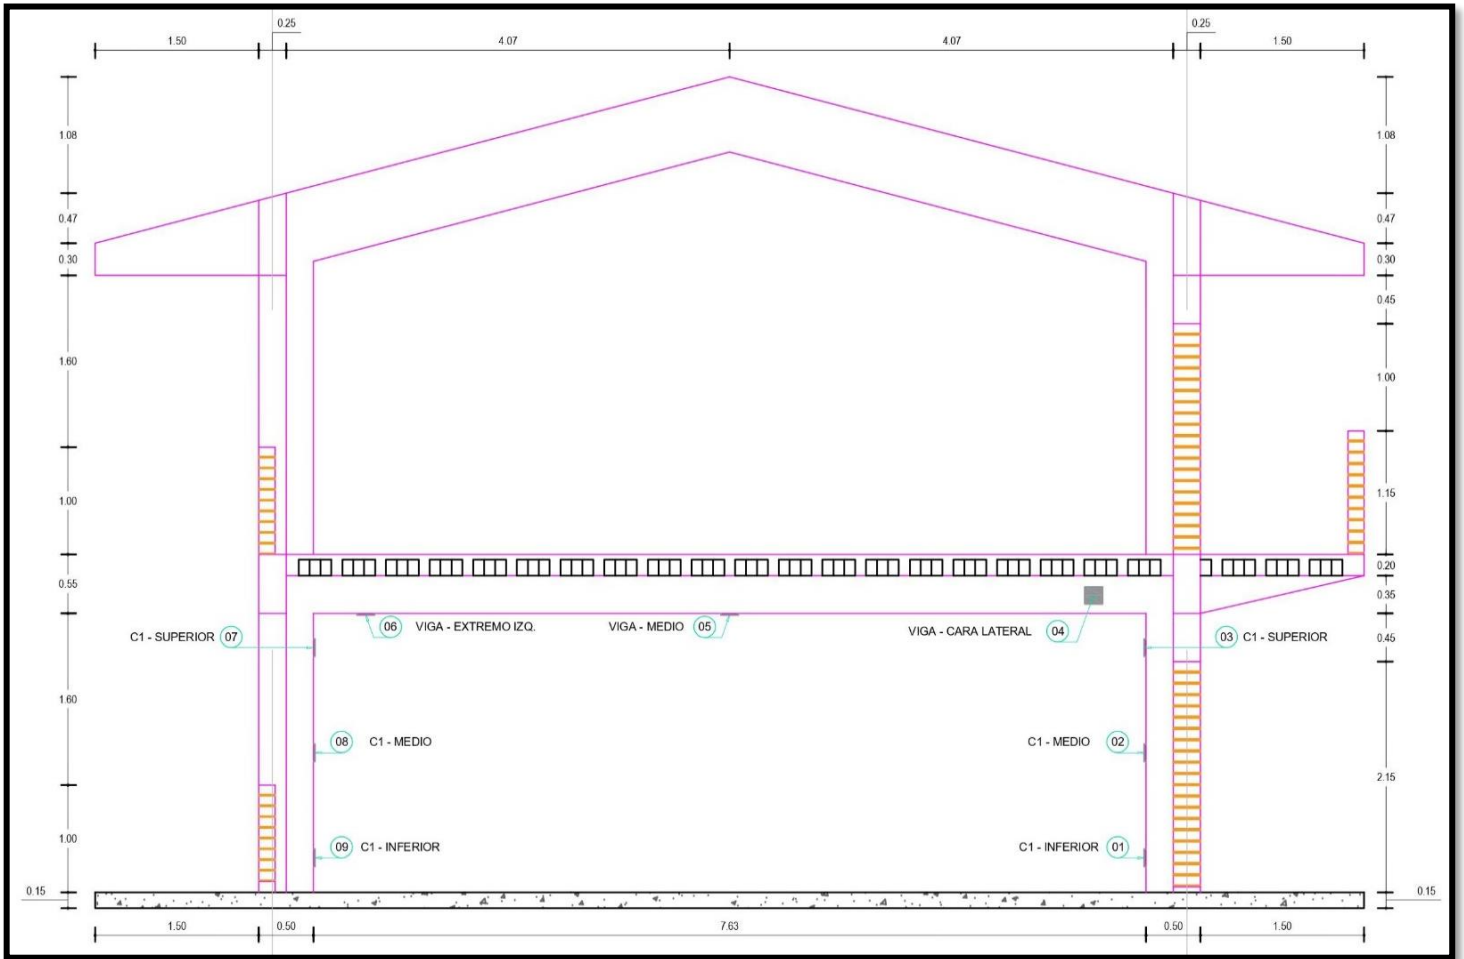 0.25 0.25
1.50 4.07 4.07 1.50
1.08 1.08
0.47 0.47
0.30 0.30
0.45
1.60 1.00
1.00 1.15
0.55 0.20
0.35
C1 - SUPERIOR 07 06 VIGA - EXTREMO IZQ. VIGA - MEDIO 05 VIGA - CARA LATERAL 04 03 C1 - SUPERIOR 0.45
1.60
08 C1 - MEDIO C1 - MEDIO 02
2.15
1.00 09 C1 - INFERIOR C1 - INFERIOR 01
0.15 0.15
1.50 0.50 7.63 0.50 1.50